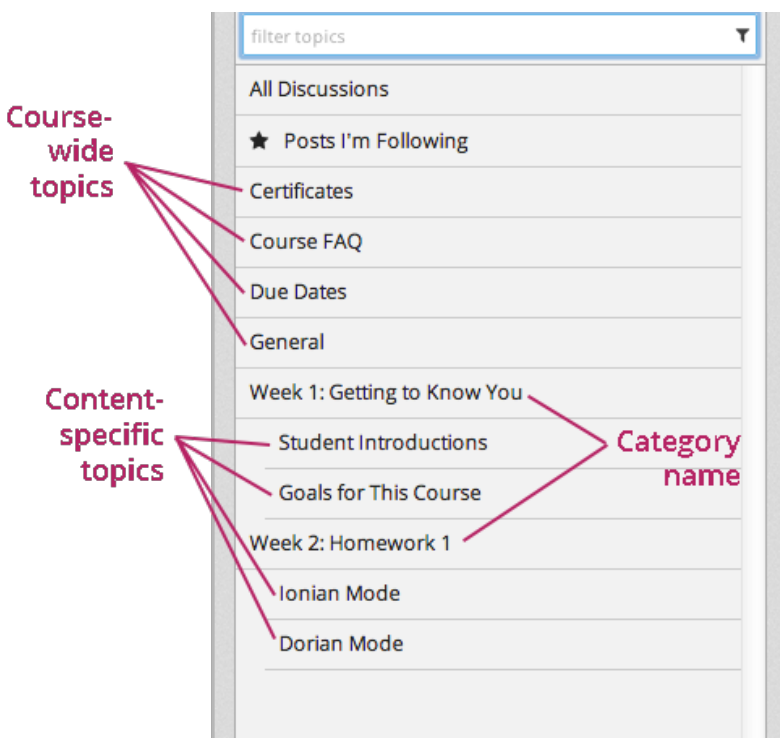 filter topics
All Discussions
Posts I'm Following
Course-
wide
topics
Certificates
Course FAQ
Due Dates
General
Week 1: Getting to Know You
Content-
specific
topics
Student Introductions
Goals for This Course
Category
name
Week 2: Homework 1
Ionian Mode
Dorian Mode